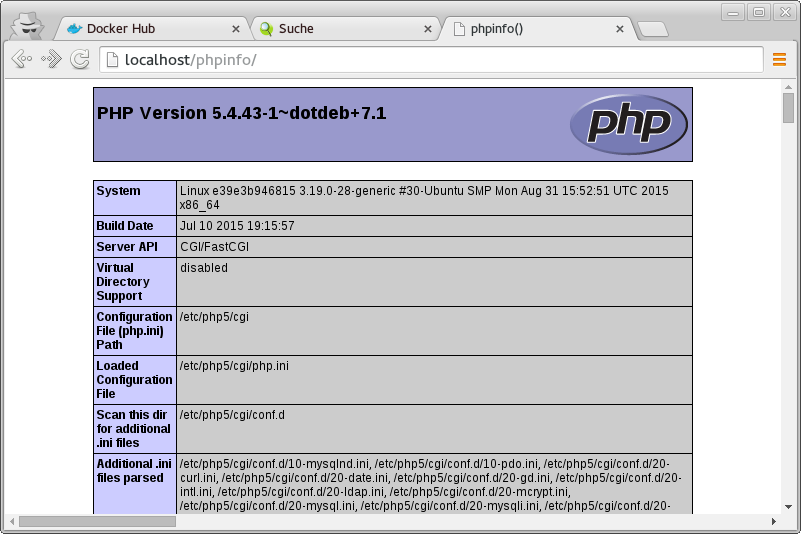 Docker Hub
Suche
phpinfo()
localhost/phpinfo/
PHP Version 5.4.43-1~dotdeb+7.1
php
System
Linux e39e3b946815 3.19.0-28-generic #30-Ubuntu SMP Mon Aug 31 15:52:51 UTC 2015
x86_64
Build Date
Jul 10 2015 19:15:57
Server API
CGI/FastCGI
Virtual
Directory
Support
disabled
Configuration
File (php.ini)
Path
/etc/php5/cgi
Loaded
Configuration
File
/etc/php5/cgi/php.ini
Scan this dir
for additional
.ini files
/etc/php5/cgi/conf.d
Additional .ini
files parsed
/etc/php5/cgi/conf.d/10-mysqlnd.ini, /etc/php5/cgi/conf.d/10-pdo.ini, /etc/php5/cgi/conf.d/20-
curl.ini, /etc/php5/cgi/conf.d/20-date.ini, /etc/php5/cgi/conf.d/20-gd.ini, /etc/php5/cgi/conf.d/20-
intl.ini, /etc/php5/cgi/conf.d/20-ldap.ini, /etc/php5/cgi/conf.d/20-mcrypt.ini,
/etc/php5/cgi/conf.d/20-mysql.ini, /etc/php5/cgi/conf.d/20-mysqli.ini, /etc/php5/cgi/conf.d/20-